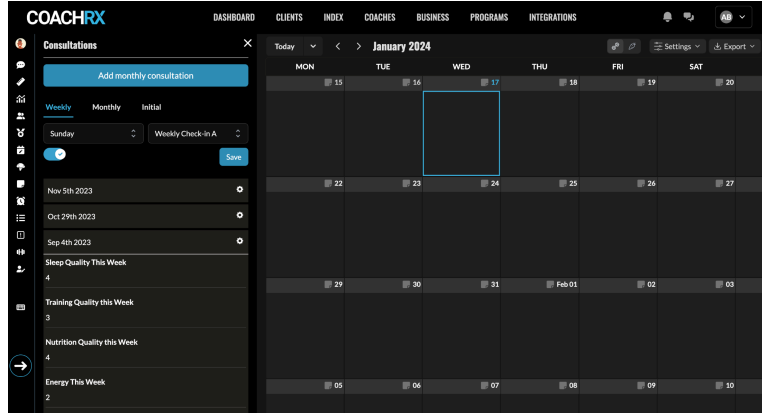 COACHRX
DASHBOARD CLIENTS INDEX COACHES BUSINESS PROGRAMS INTEGRATIONS
AB
Consultations
Add monthly consultation
Weekly Monthly Initial
Sunday Weekly Check-in A
Save
Nov 5th 2023
Oct 29th 2023
Sep 4th 2023
Sleep Quality This Week
4
Training Quality this Week
3
Nutrition Quality this Week
4
Energy This Week
2
Today January 2024 Settings Export
MON TUE WED THU FRI SAT
15 16 17 18 19 20
22 23 24 25 26 27
29 30 31 Feb 01 02 03
05 06 07 08 09 10